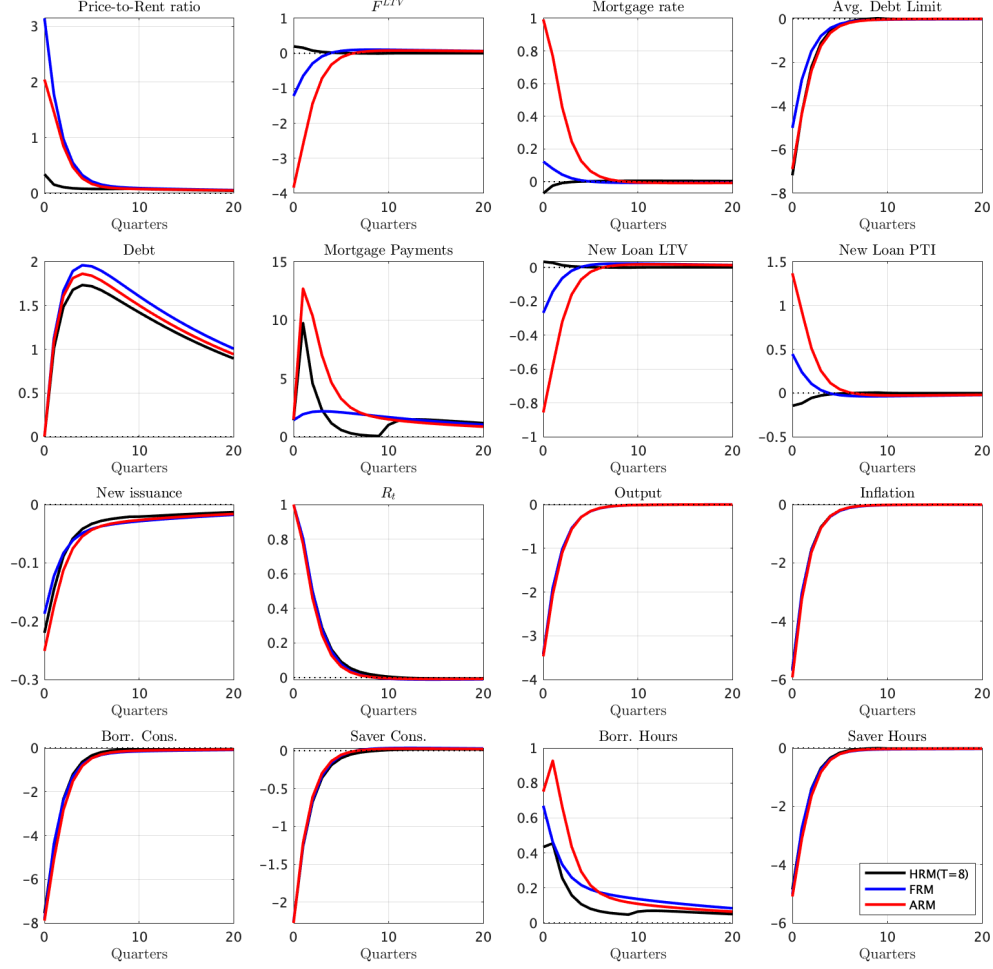 Price-to-Rent ratio
3
2
1
0
0 10 20
Quarters
F^{LTV}
1
0
−1
−2
−3
−4
0 10 20
Quarters
Mortgage rate
1
0.8
0.6
0.4
0.2
0
0 10 20
Quarters
Avg. Debt Limit
0
−2
−4
−6
−8
0 10 20
Quarters
Debt
2
1.5
1
0.5
0
0 10 20
Quarters
Mortgage Payments
15
10
5
0
0 10 20
Quarters
New Loan LTV
0
−0.2
−0.4
−0.6
−0.8
−1
0 10 20
Quarters
New Loan PTI
1.5
1
0.5
0
−0.5
0 10 20
Quarters
New issuance
0
−0.1
−0.2
−0.3
0 10 20
Quarters
R_t
1
0.8
0.6
0.4
0.2
0
0 10 20
Quarters
Output
0
−1
−2
−3
−4
0 10 20
Quarters
Inflation
0
−2
−4
−6
0 10 20
Quarters
Borr. Cons.
0
−2
−4
−6
−8
0 10 20
Quarters
Saver Cons.
0
−0.5
−1
−1.5
−2
0 10 20
Quarters
Borr. Hours
1
0.8
0.6
0.4
0.2
0
0 10 20
Quarters
Saver Hours
0
−2
−4
−6
0 10 20
Quarters
HRM(T=8)
FRM
ARM